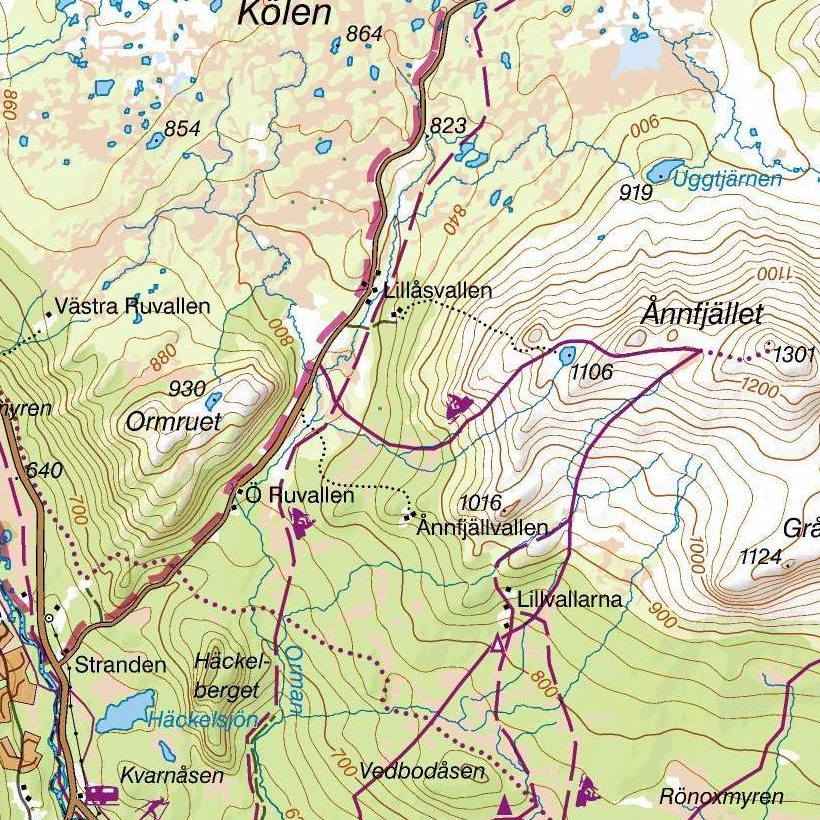 Kölen
864
860
854
823
900
919
Uggtjärnen
840
1100
Lillåsvallen
Västra Ruvallen
Ånnfjället
800
1301
880
1106
1200
930
Ormruet
myren
640
Ö Ruvallen
700
1016
Ånnfjällvallen
Grå
1000
1124
Lillvallarna
900
Stranden
Häckel-
berget
Orman
800
Häckelsjön
700
Kvarnåsen
Vedbodåsen
Rönoxmyren